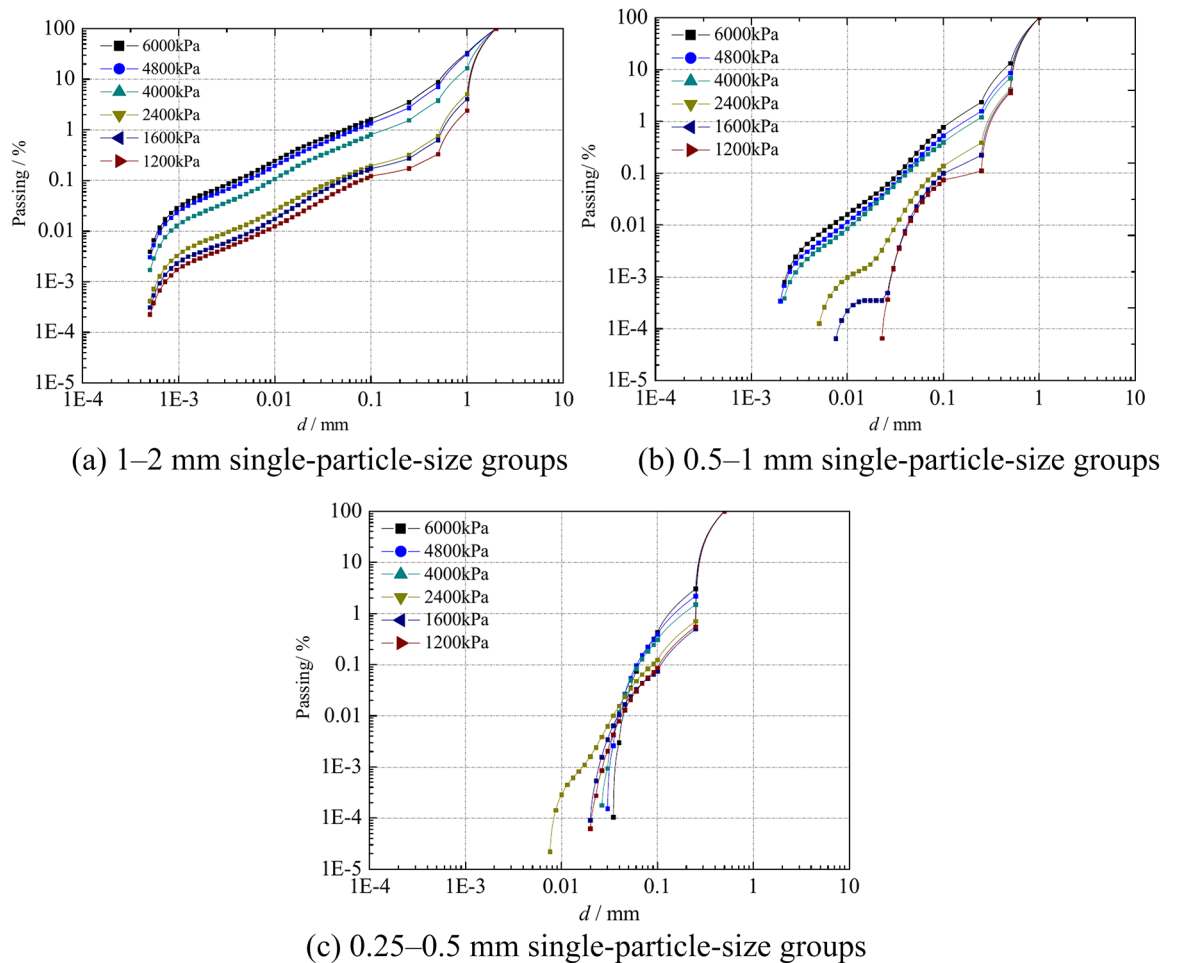 100
10
1
0.1
0.01
1E-3
1E-4
1E-5
Passing / %
6000kPa
4800kPa
4000kPa
2400kPa
1600kPa
1200kPa
1E-4 1E-3 0.01 0.1 1 10
d / mm
(a) 1–2 mm single-particle-size groups
100
10
1
0.1
0.01
1E-3
1E-4
1E-5
Passing/ %
6000kPa
4800kPa
4000kPa
2400kPa
1600kPa
1200kPa
1E-4 1E-3 0.01 0.1 1 10
d / mm
(b) 0.5–1 mm single-particle-size groups
100
10
1
0.1
0.01
1E-3
1E-4
1E-5
Passing/ %
6000kPa
4800kPa
4000kPa
2400kPa
1600kPa
1200kPa
1E-4 1E-3 0.01 0.1 1 10
d / mm
(c) 0.25–0.5 mm single-particle-size groups